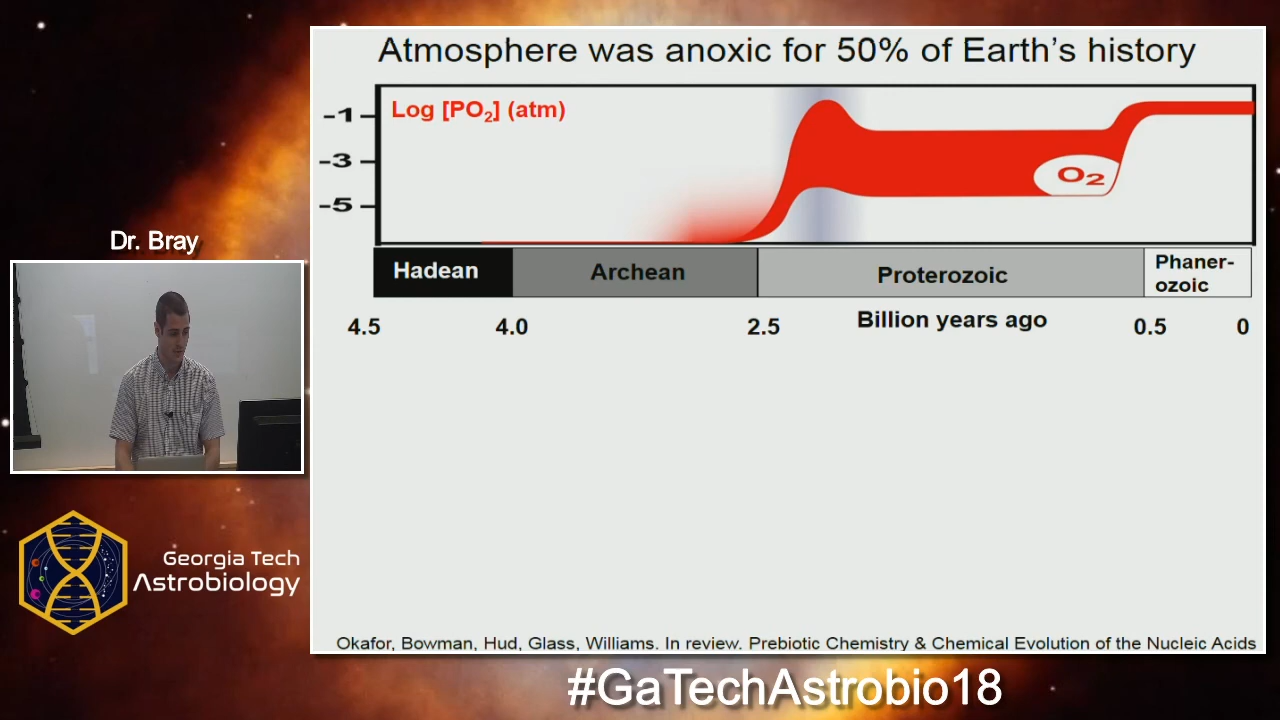 Atmosphere was anoxic for 50% of Earth's history
Log [PO₂] (atm)
-1
-3
-5
O₂
Hadean
Archean
Proterozoic
Phaner-
ozoic
4.5
4.0
2.5
Billion years ago
0.5
0
Okafor, Bowman, Hud, Glass, Williams. In review. Prebiotic Chemistry & Chemical Evolution of the Nucleic Acids
Dr. Bray
Georgia Tech
Astrobiology
#GaTechAstrobio18